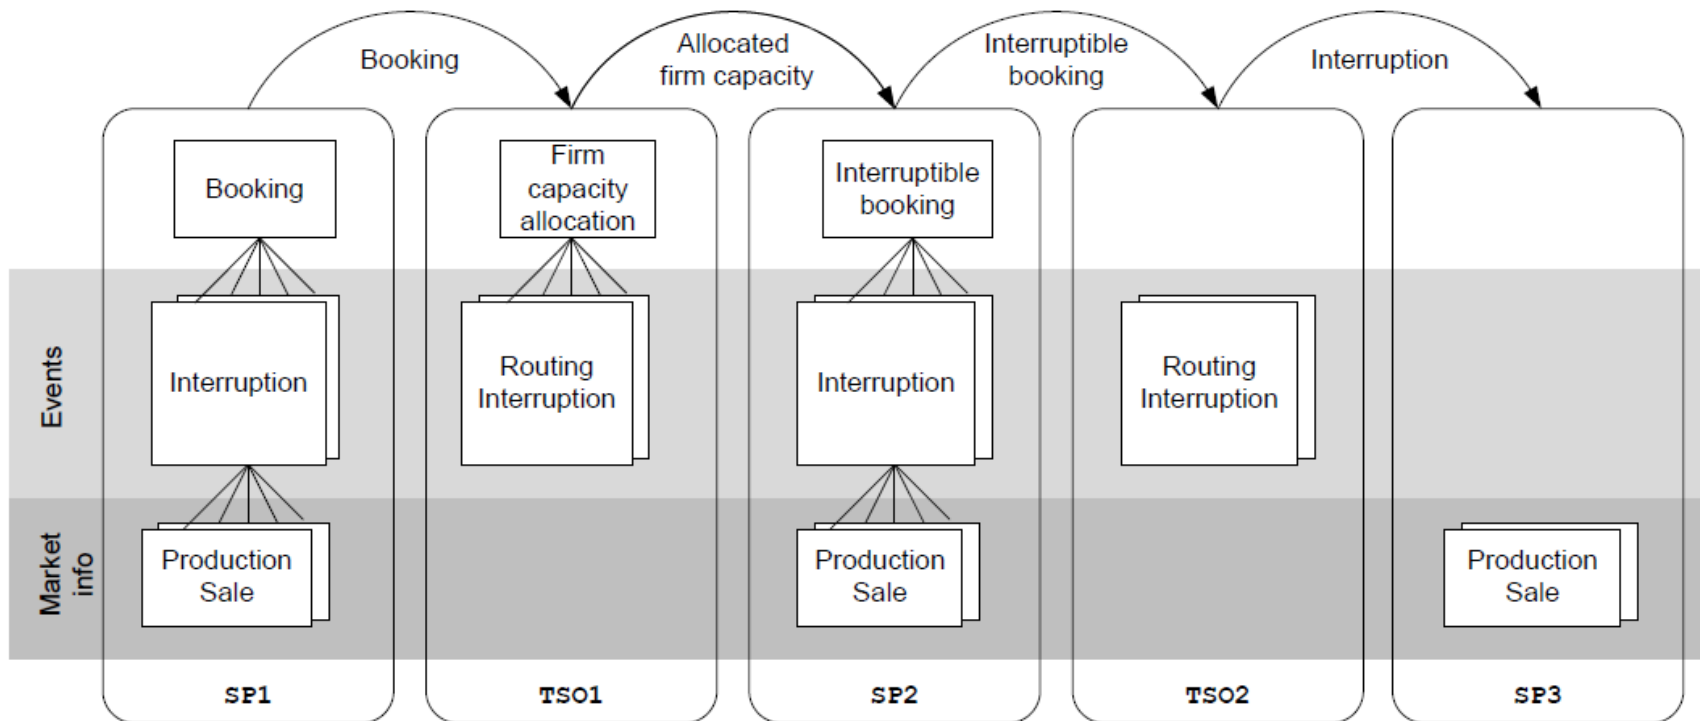 Booking
Allocated
firm capacity
Interruptible
booking
Interruption
Booking
Firm
capacity
allocation
Interruptible
booking
Events
Interruption
Routing
Interruption
Interruption
Routing
Interruption
Market
info
Production
Sale
Production
Sale
Production
Sale
SP1
TSO1
SP2
TSO2
SP3